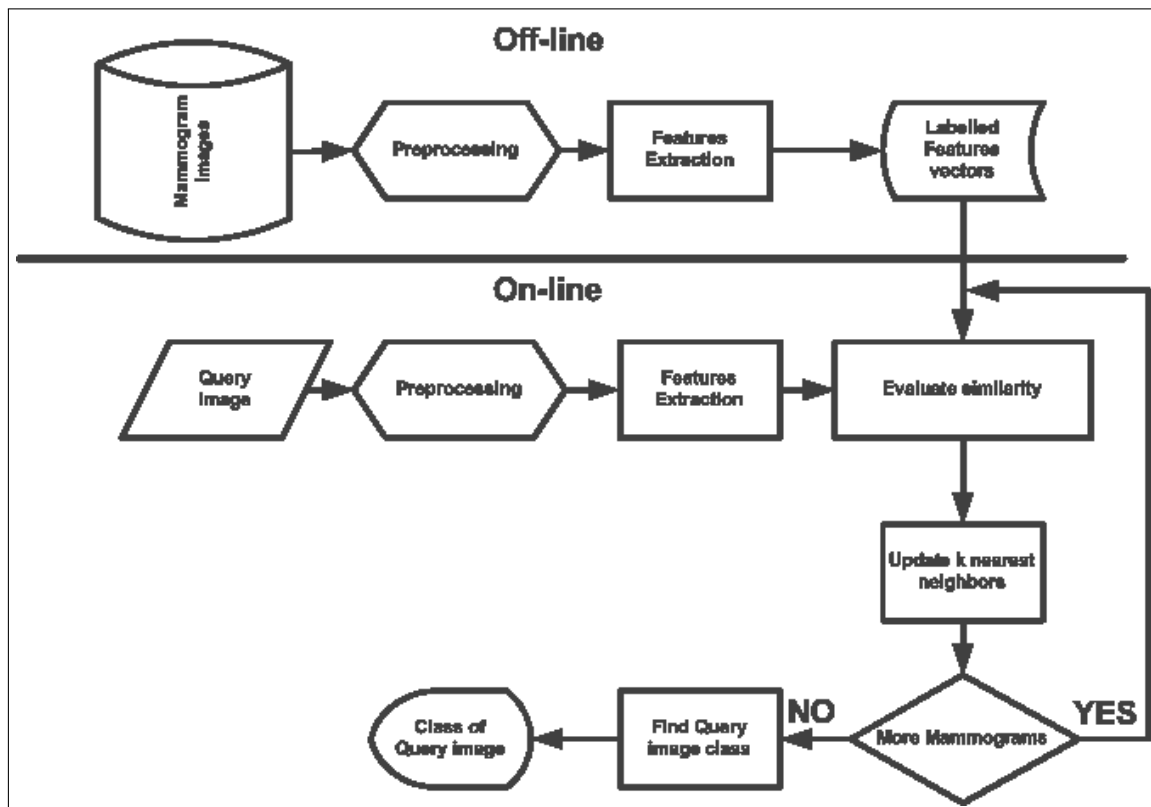 Off-line
Mammogram
Images
Preprocessing
Features
Extraction
Labelled
Features
vectors
On-line
Query
Image
Preprocessing
Features
Extraction
Evaluate similarity
Update k nearest
neighbors
More Mammograms
NO
YES
Find Query
image class
Class of
Query image